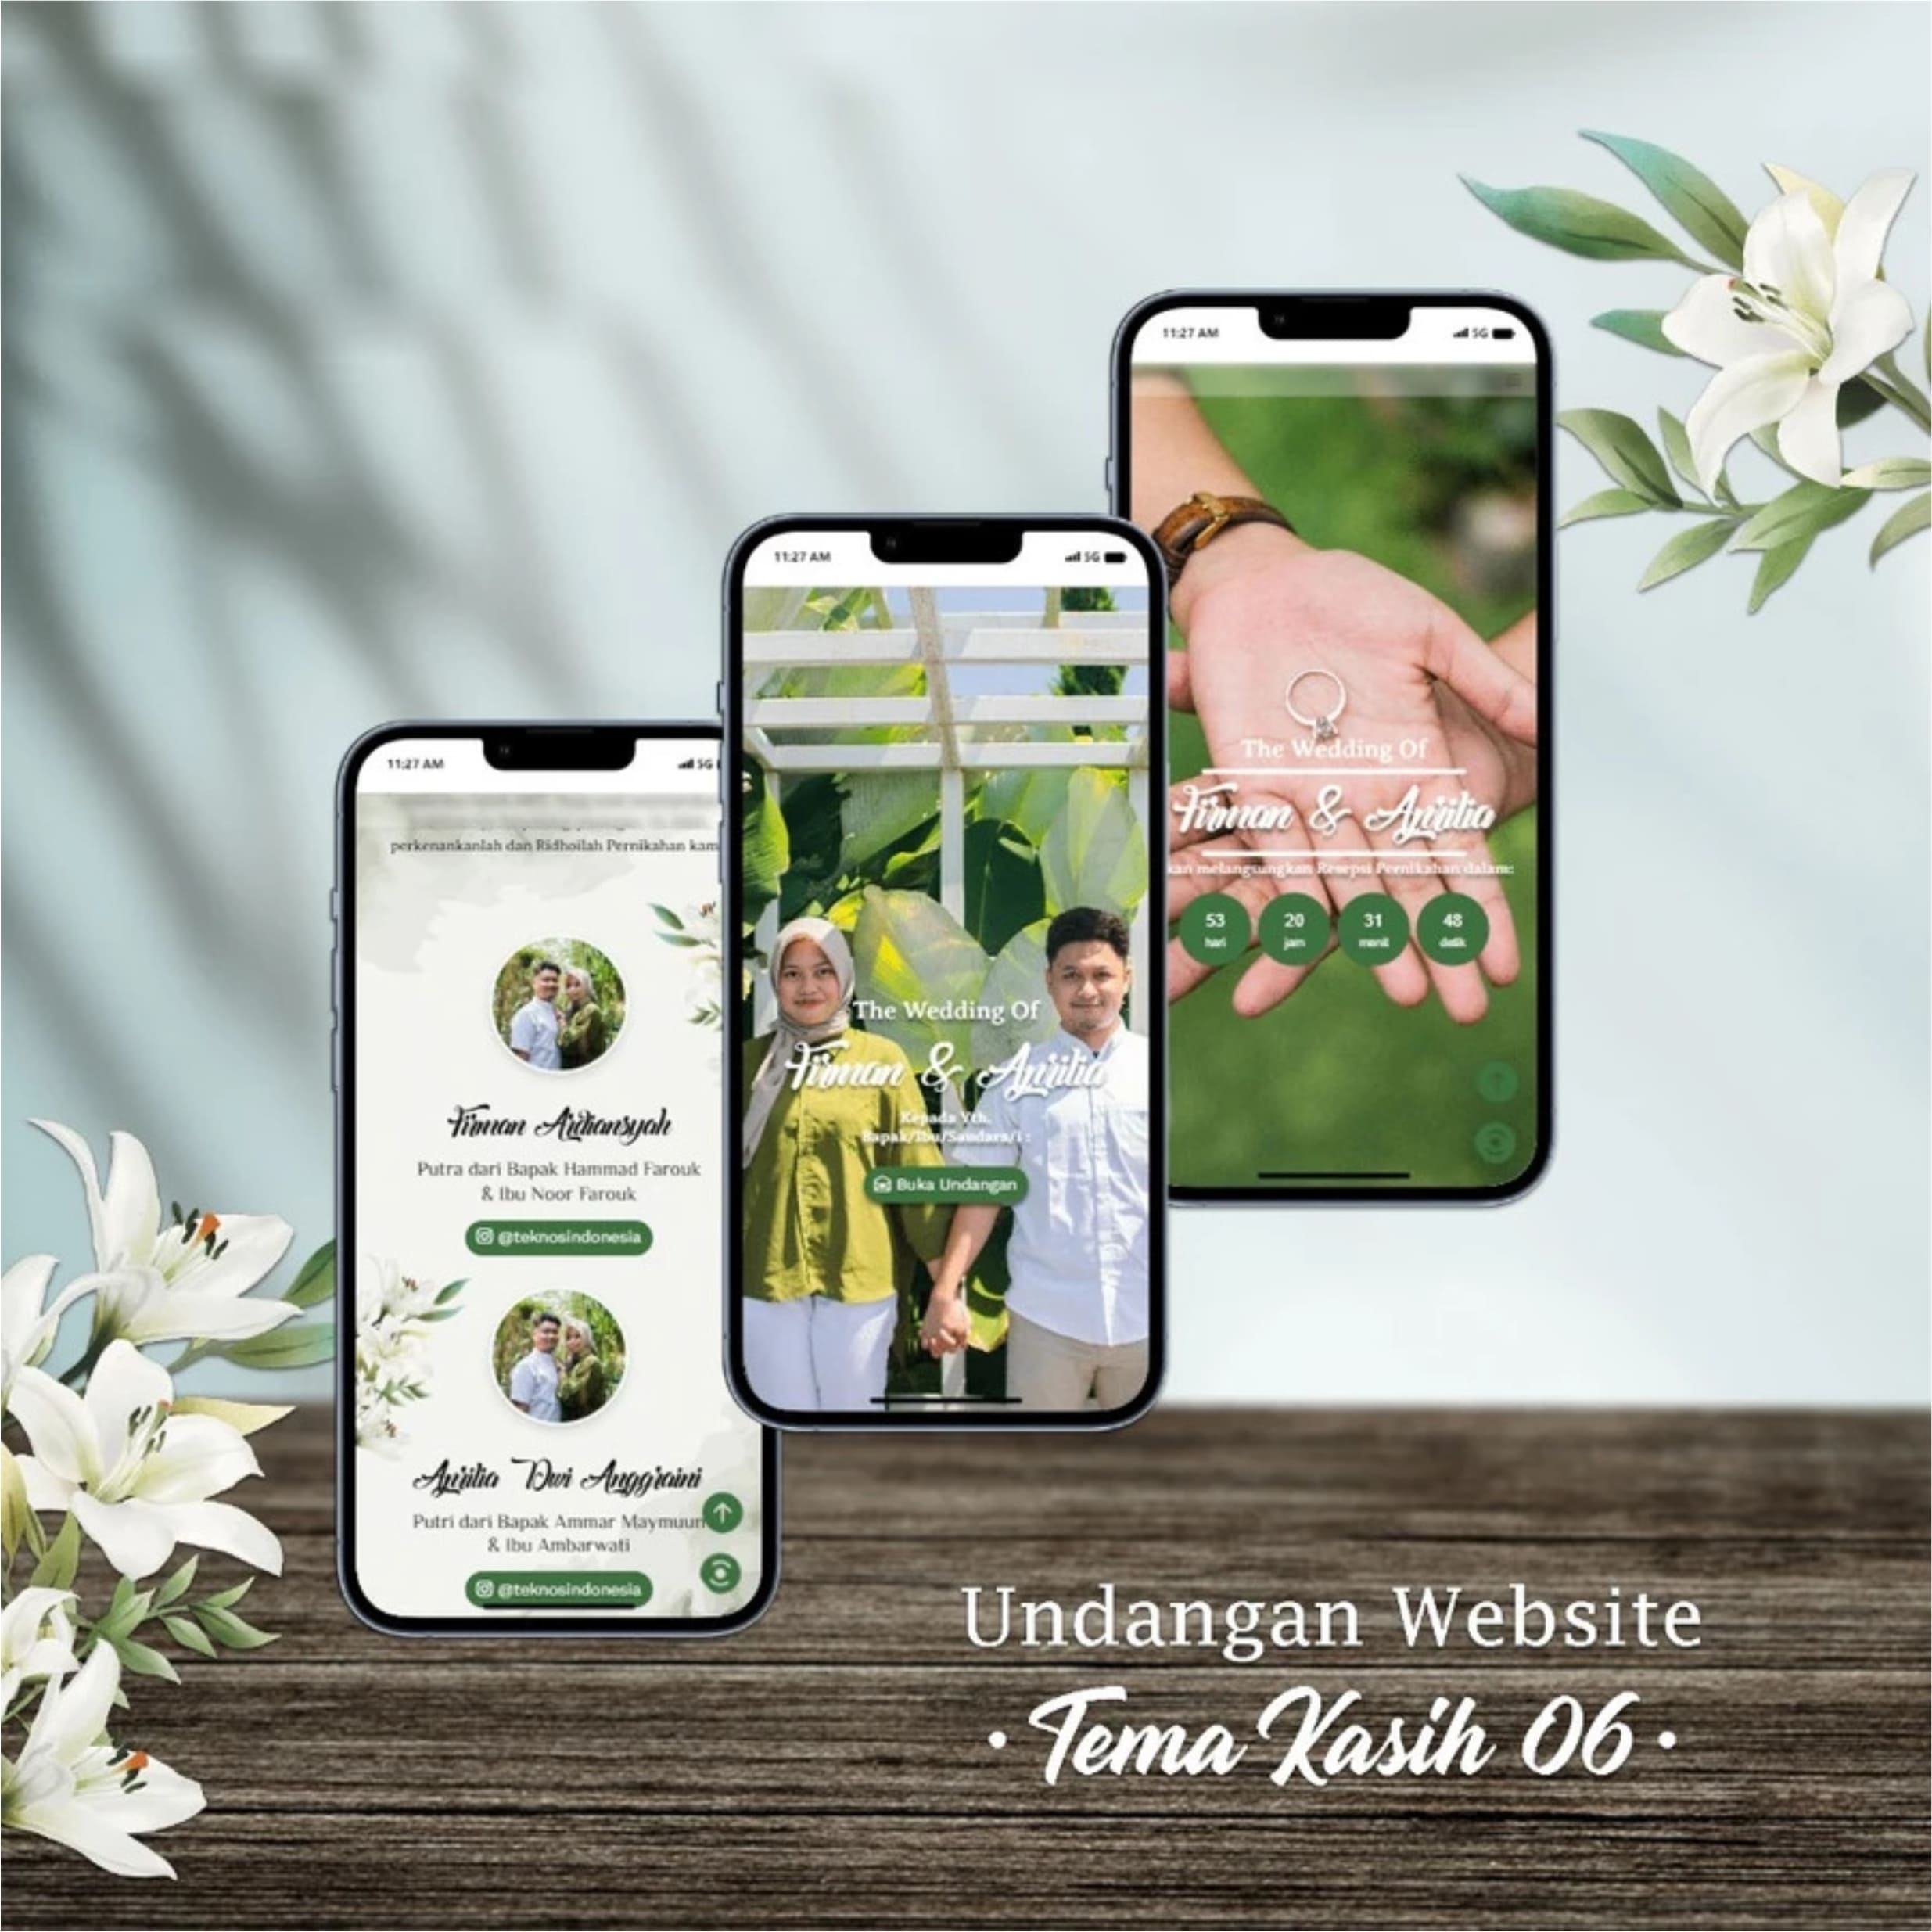 11:27 AM
5G
The Wedding Of
Firman & Aprilia
melangsungkan Resepsi Pernikahan dalam:
53 20 31 48
hari jam menit detik
11:27 AM
5G
The Wedding Of
Firman & Aprilia
Kepada Yth.
Bapak/Ibu/Saudara/i :
Buka Undangan
11:27 AM
5G
perkenankanlah dan Ridhoilah Pernikahan kam
Firman Ardiansyah
Putra dari Bapak Hammad Farouk
& Ibu Noor Farouk
@teknosindonesia
Aprilia Dwi Anggraini
Putri dari Bapak Ammar Maymuun
& Ibu Ambarwati
@teknosindonesia
Undangan Website
• Tema Kasih 06 •